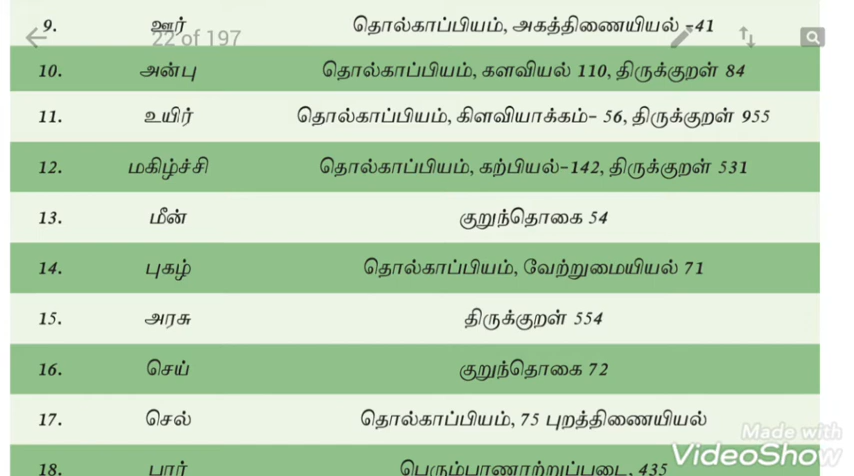 9. ஊர் தொல்காப்பியம், அகத்திணையியல் -41
22 of 197
10. அன்பு தொல்காப்பியம், களவியல் 110, திருக்குறள் 84
11. உயிர் தொல்காப்பியம், கிளவியாக்கம்- 56, திருக்குறள் 955
12. மகிழ்ச்சி தொல்காப்பியம், கற்பியல்-142, திருக்குறள் 531
13. மீன் குறுந்தொகை 54
14. புகழ் தொல்காப்பியம், வேற்றுமையியல் 71
15. அரசு திருக்குறள் 554
16. செய் குறுந்தொகை 72
17. செல் தொல்காப்பியம், 75 புறத்திணையியல்
Made with
VideoShow
18. பார் பெரும்பாணாற்றுப்படை, 435